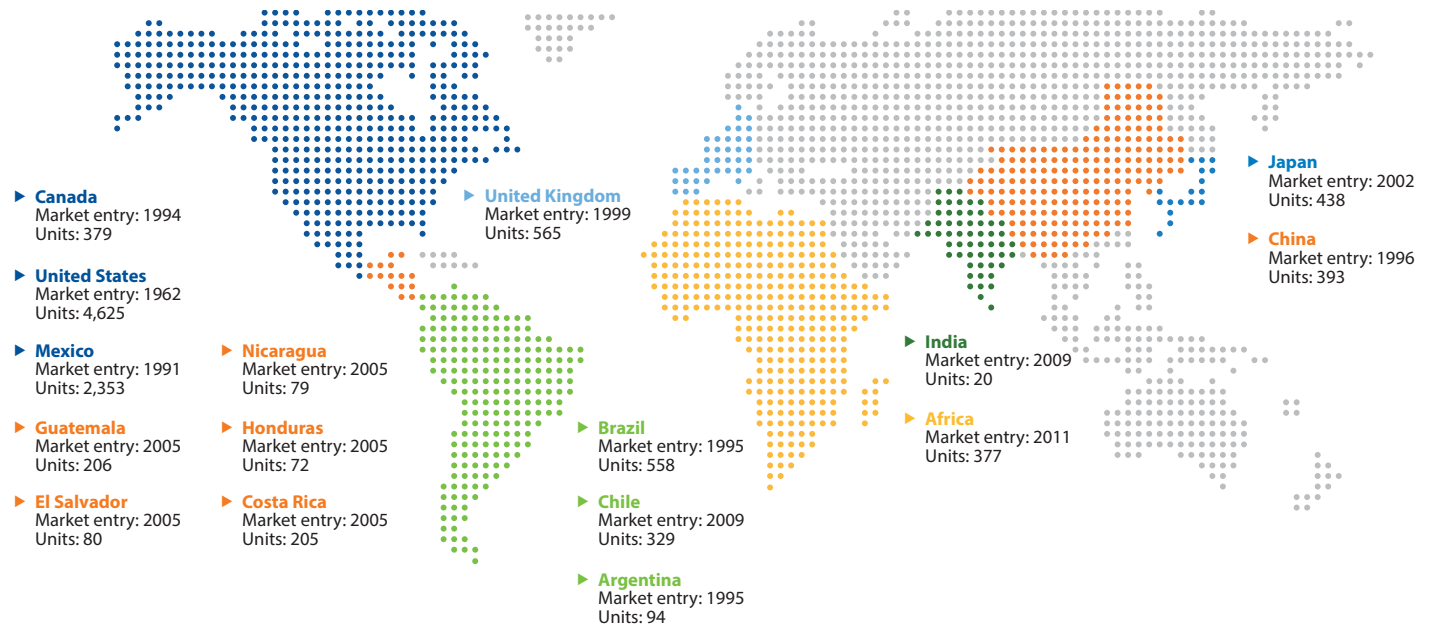 Canada
Market entry: 1994
Units: 379
United States
Market entry: 1962
Units: 4,625
Mexico
Market entry: 1991
Units: 2,353
Guatemala
Market entry: 2005
Units: 206
El Salvador
Market entry: 2005
Units: 80
Nicaragua
Market entry: 2005
Units: 79
Honduras
Market entry: 2005
Units: 72
Costa Rica
Market entry: 2005
Units: 205
United Kingdom
Market entry: 1999
Units: 565
Brazil
Market entry: 1995
Units: 558
Chile
Market entry: 2009
Units: 329
Argentina
Market entry: 1995
Units: 94
India
Market entry: 2009
Units: 20
Africa
Market entry: 2011
Units: 377
Japan
Market entry: 2002
Units: 438
China
Market entry: 1996
Units: 393